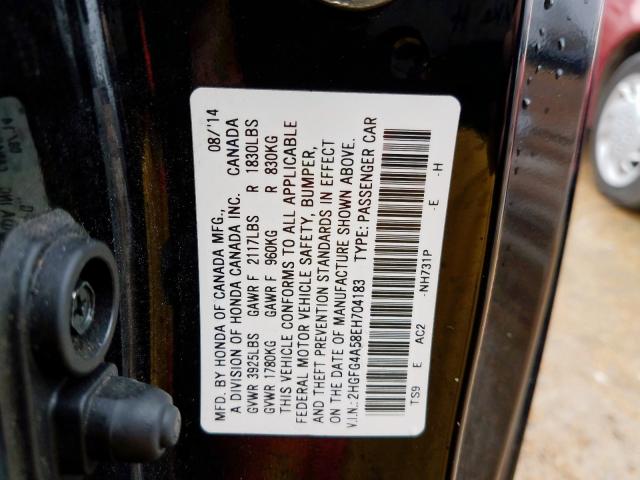 MFD. BY HONDA OF CANADA MFG., 08/'14
A DIVISION OF HONDA CANADA INC. CANADA
GVWR 3925LBS GAWR F 2117LBS R 1830LBS
GVWR 1780KG GAWR F 960KG R 830KG
THIS VEHICLE CONFORMS TO ALL APPLICABLE
FEDERAL MOTOR VEHICLE SAFETY, BUMPER,
AND THEFT PREVENTION STANDARDS IN EFFECT
ON THE DATE OF MANUFACTURE SHOWN ABOVE.
V.I.N.: 2HGFG4A58EH704183 TYPE: PASSENGER CAR
TS9 E AC2 -NH731P -E -H